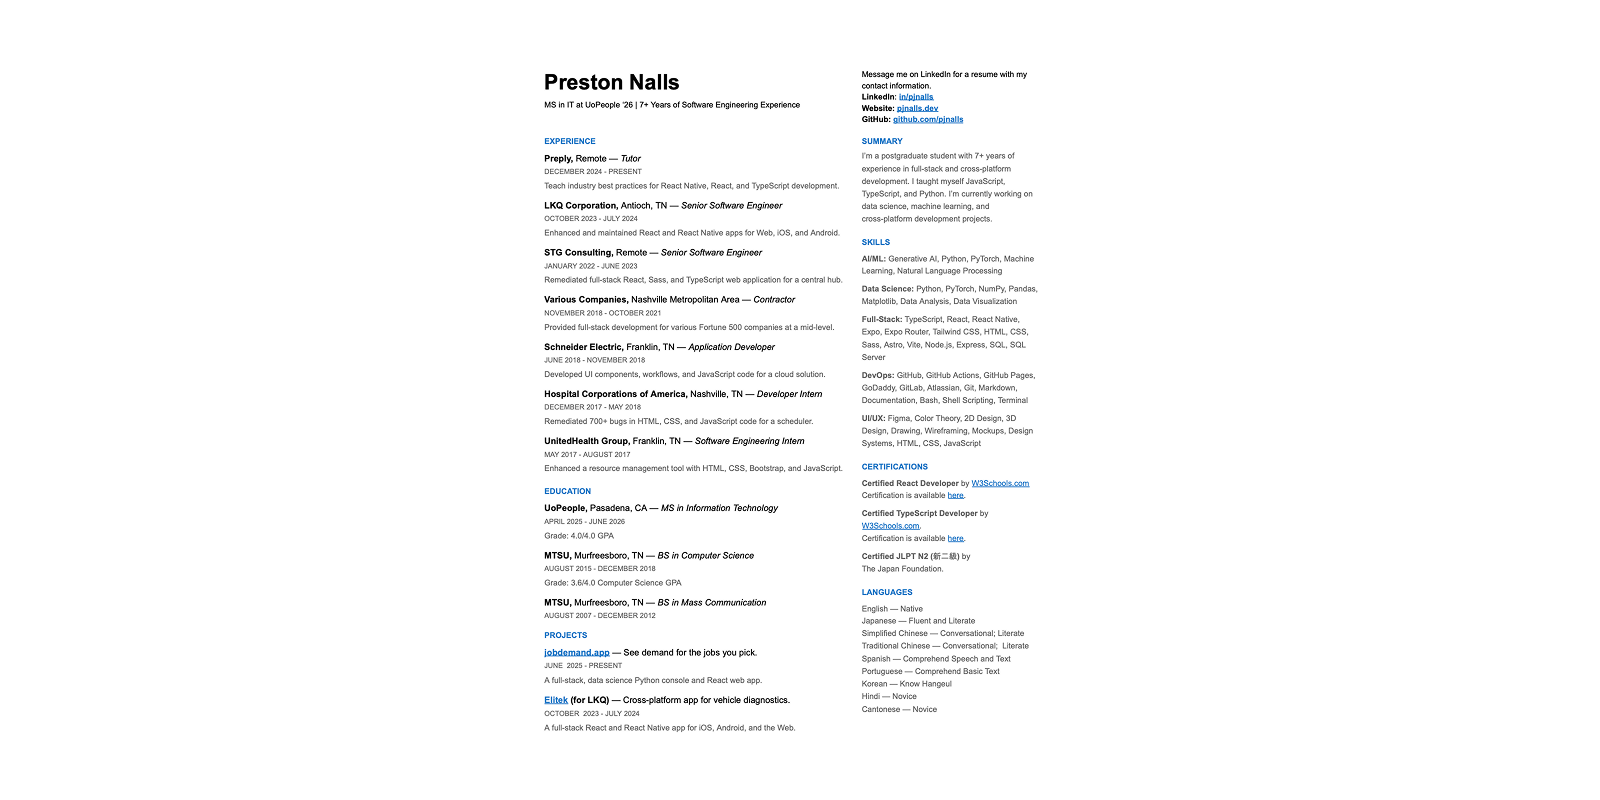 Preston Nalls
MS in IT at UoPeople '26 | 7+ Years of Software Engineering Experience
EXPERIENCE
Preply, Remote — Tutor
DECEMBER 2024 - PRESENT
Teach industry best practices for React Native, React, and TypeScript development.
LKQ Corporation, Antioch, TN — Senior Software Engineer
OCTOBER 2023 - JULY 2024
Enhanced and maintained React and React Native apps for Web, iOS, and Android.
STG Consulting, Remote — Senior Software Engineer
JANUARY 2022 - JUNE 2023
Remediated full-stack React, Sass, and TypeScript web application for a central hub.
Various Companies, Nashville Metropolitan Area — Contractor
NOVEMBER 2018 - OCTOBER 2021
Provided full-stack development for various Fortune 500 companies at a mid-level.
Schneider Electric, Franklin, TN — Application Developer
JUNE 2018 - NOVEMBER 2018
Developed UI components, workflows, and JavaScript code for a cloud solution.
Hospital Corporations of America, Nashville, TN — Developer Intern
DECEMBER 2017 - MAY 2018
Remediated 700+ bugs in HTML, CSS, and JavaScript code for a scheduler.
UnitedHealth Group, Franklin, TN — Software Engineering Intern
MAY 2017 - AUGUST 2017
Enhanced a resource management tool with HTML, CSS, Bootstrap, and JavaScript.
EDUCATION
UoPeople, Pasadena, CA — MS in Information Technology
APRIL 2025 - JUNE 2026
Grade: 4.0/4.0 GPA
MTSU, Murfreesboro, TN — BS in Computer Science
AUGUST 2015 - DECEMBER 2018
Grade: 3.6/4.0 Computer Science GPA
MTSU, Murfreesboro, TN — BS in Mass Communication
AUGUST 2007 - DECEMBER 2012
PROJECTS
jobdemand.app — See demand for the jobs you pick.
JUNE 2025 - PRESENT
A full-stack, data science Python console and React web app.
Elitek (for LKQ) — Cross-platform app for vehicle diagnostics.
OCTOBER 2023 - JULY 2024
A full-stack React and React Native app for iOS, Android, and the Web.
Message me on LinkedIn for a resume with my
contact information.
LinkedIn: in/pjnalls
Website: pjnalls.dev
GitHub: github.com/pjnalls
SUMMARY
I'm a postgraduate student with 7+ years of
experience in full-stack and cross-platform
development. I taught myself JavaScript,
TypeScript, and Python. I'm currently working on
data science, machine learning, and
cross-platform development projects.
SKILLS
AI/ML: Generative AI, Python, PyTorch, Machine
Learning, Natural Language Processing
Data Science: Python, PyTorch, NumPy, Pandas,
Matplotlib, Data Analysis, Data Visualization
Full-Stack: TypeScript, React, React Native,
Expo, Expo Router, Tailwind CSS, HTML, CSS,
Sass, Astro, Vite, Node.js, Express, SQL, SQL
Server
DevOps: GitHub, GitHub Actions, GitHub Pages,
GoDaddy, GitLab, Atlassian, Git, Markdown,
Documentation, Bash, Shell Scripting, Terminal
UI/UX: Figma, Color Theory, 2D Design, 3D
Design, Drawing, Wireframing, Mockups, Design
Systems, HTML, CSS, JavaScript
CERTIFICATIONS
Certified React Developer by W3Schools.com
Certification is available here.
Certified TypeScript Developer by
W3Schools.com.
Certification is available here.
Certified JLPT N2 (新二級) by
The Japan Foundation.
LANGUAGES
English — Native
Japanese — Fluent and Literate
Simplified Chinese — Conversational; Literate
Traditional Chinese — Conversational; Literate
Spanish — Comprehend Speech and Text
Portuguese — Comprehend Basic Text
Korean — Know Hangeul
Hindi — Novice
Cantonese — Novice